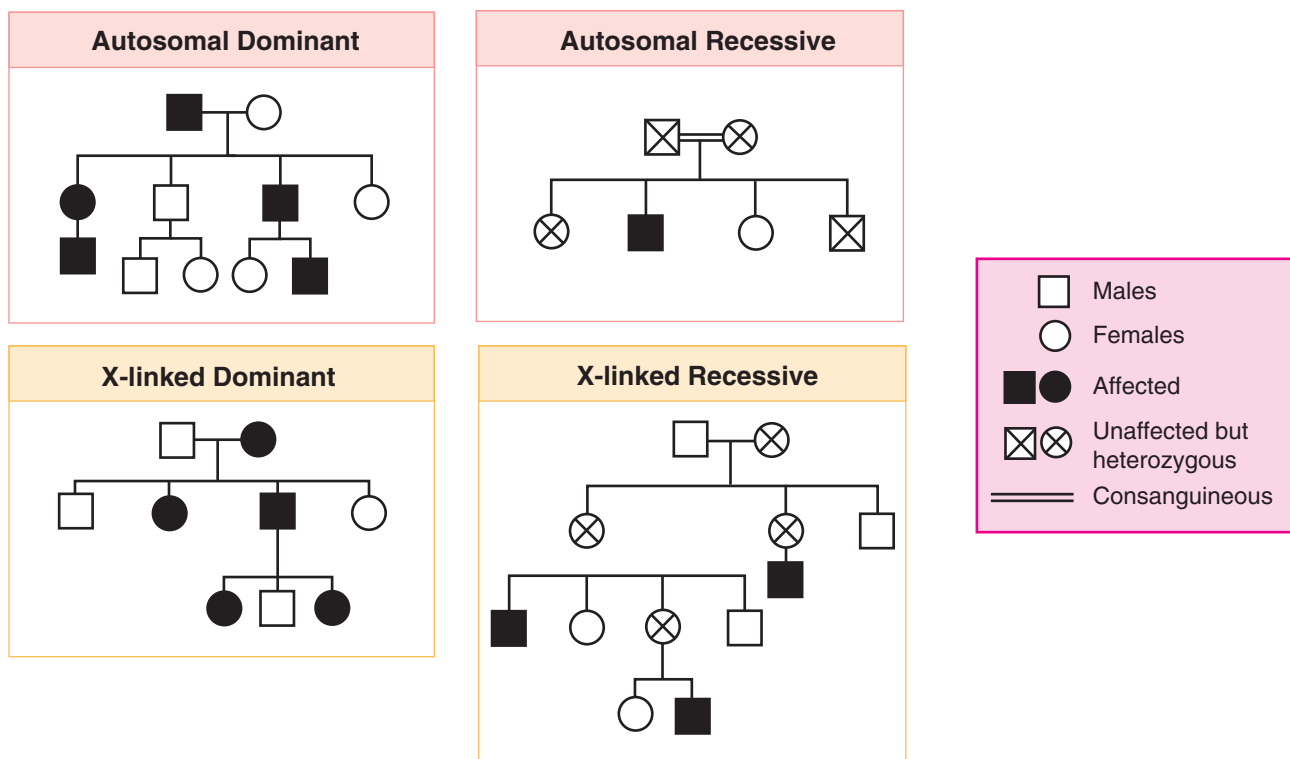 Autosomal Dominant
Autosomal Recessive
X-linked Dominant
X-linked Recessive
Males
Females
Affected
Unaffected but
heterozygous
Consanguineous